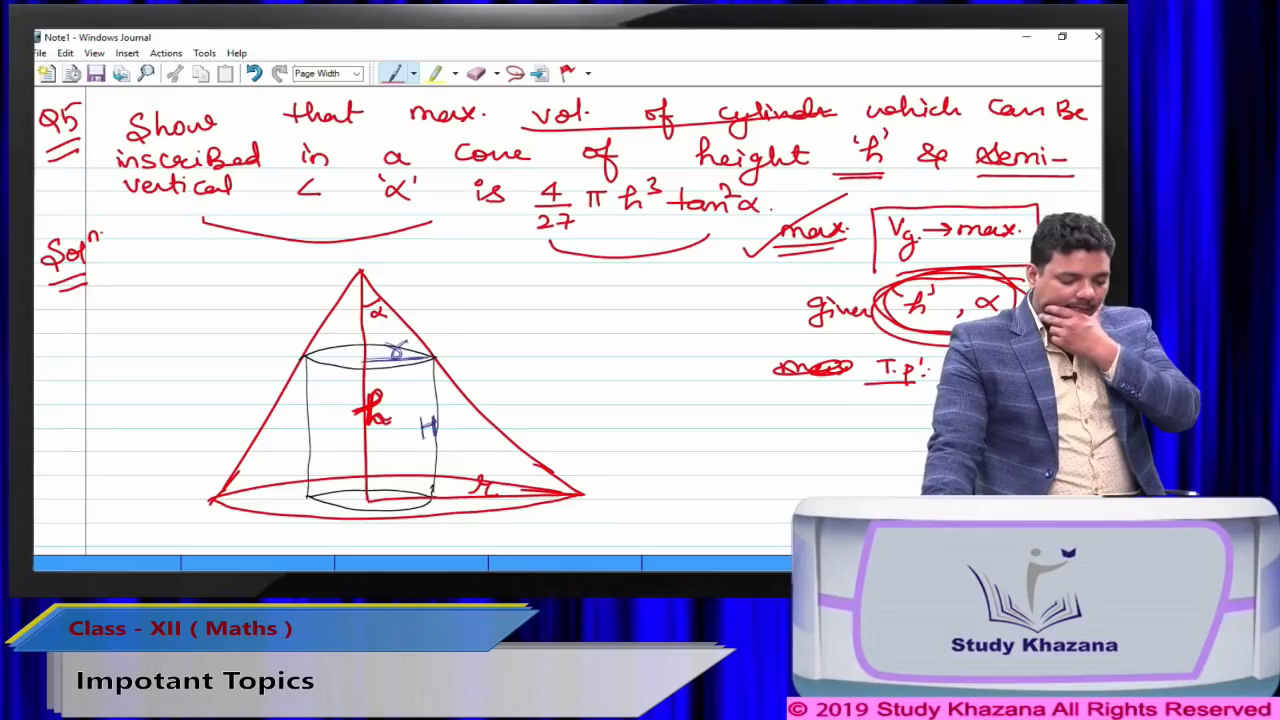 Note1 - Windows Journal
File Edit View Insert Actions Tools Help
Page Width
Q5 Show that max. vol. of cylinder which can Be
inscribed in a cone of height 'h' & semi-
vertical < 'α' is 4/27 π h³ tan²α.
max. Vg. → max.
Solⁿ.
given 'h', α
T.p!:
α
r
h
H
r
Study Khazana
Class - XII ( Maths )
Impotant Topics
© 2019 Study Khazana All Rights Reserved